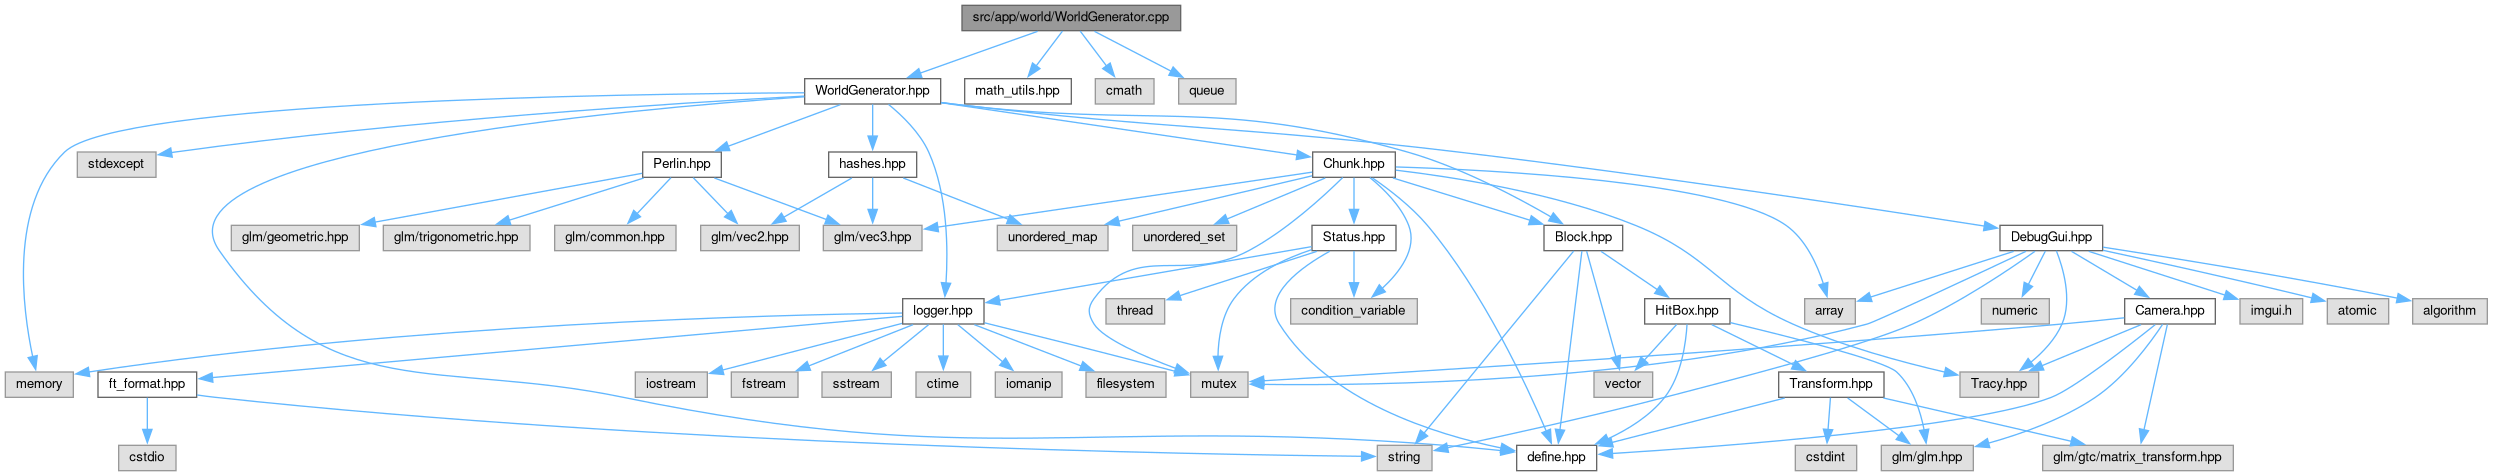 src/app/world/WorldGenerator.cpp
WorldGenerator.hpp
math_utils.hpp
cmath
queue
stdexcept
Perlin.hpp
hashes.hpp
Chunk.hpp
glm/geometric.hpp
glm/trigonometric.hpp
glm/common.hpp
glm/vec2.hpp
glm/vec3.hpp
unordered_map
unordered_set
Status.hpp
Block.hpp
DebugGui.hpp
logger.hpp
thread
condition_variable
HitBox.hpp
array
numeric
Camera.hpp
imgui.h
atomic
algorithm
memory
ft_format.hpp
iostream
fstream
sstream
ctime
iomanip
filesystem
mutex
vector
Transform.hpp
Tracy.hpp
cstdio
string
define.hpp
cstdint
glm/glm.hpp
glm/gtc/matrix_transform.hpp